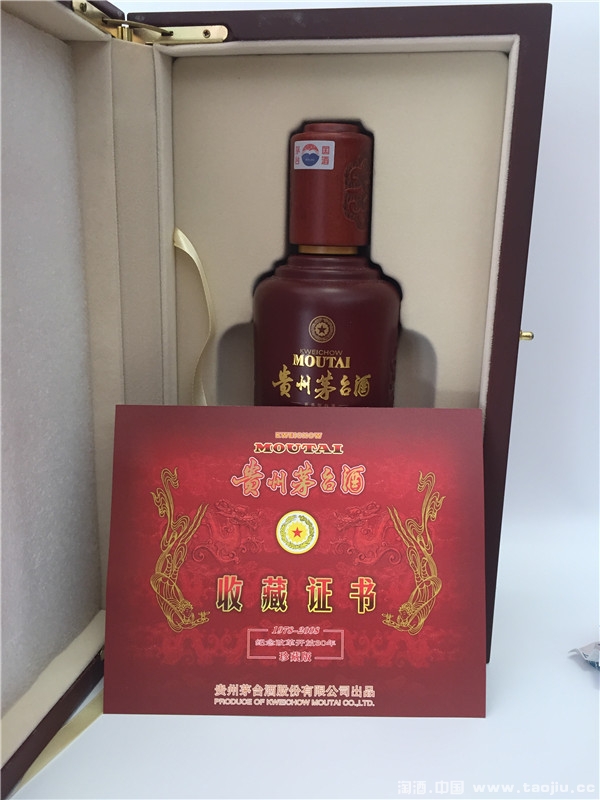 茅台
国酒
KWEICHOW
MOUTAI
贵州茅台酒
KWEICHOW
MOUTAI
贵州茅台酒
收藏证书
1978-2008
纪念改革开放30年
珍藏版
贵州茅台酒股份有限公司出品
PRODUCE OF KWEICHOW MOUTAI CO.,LTD.
淘酒.中国 www.taojiu.cc